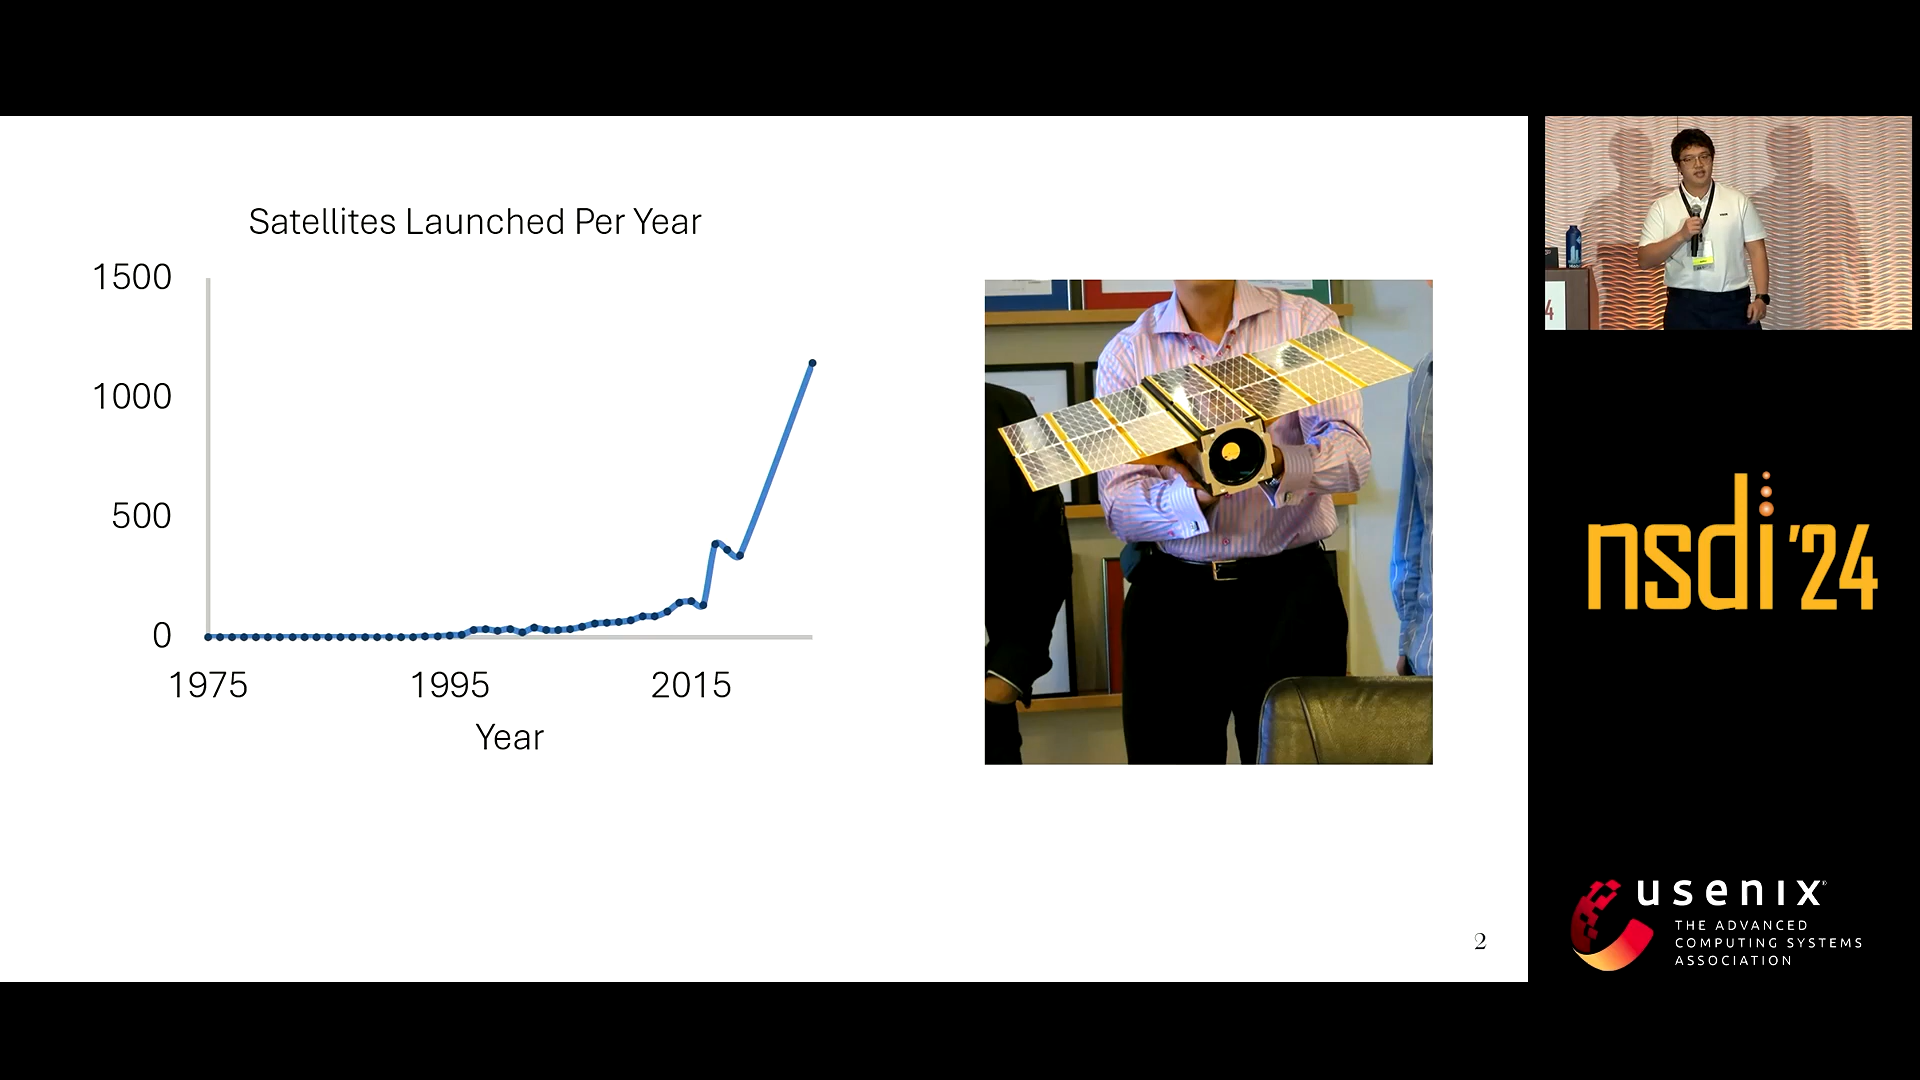 Satellites Launched Per Year
1500
1000
500
0
1975 1995 2015
Year
2
4
nsdi '24
usenix
THE ADVANCED
COMPUTING SYSTEMS
ASSOCIATION